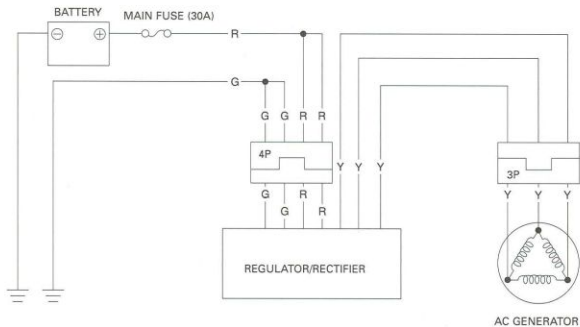 BATTERY
MAIN FUSE (30A)
R
G
G G R R
4P
Y Y Y
3P
G R
G R
Y Y Y
REGULATOR/RECTIFIER
AC GENERATOR